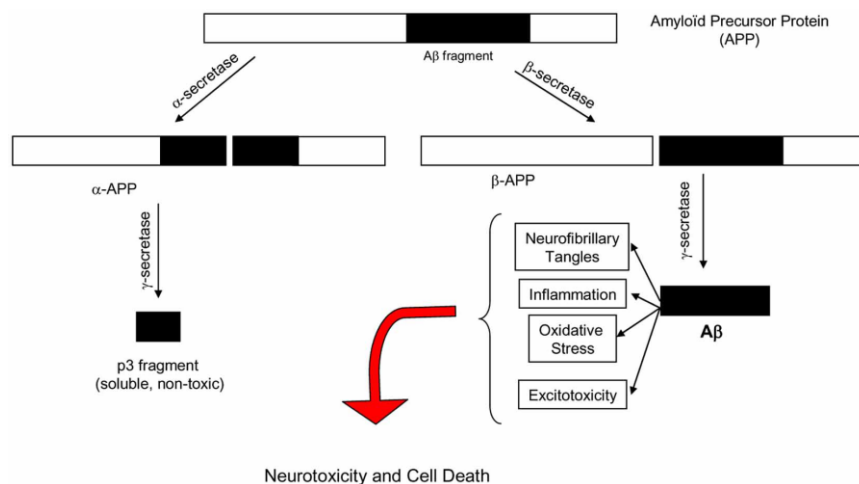 Amyloïd Precursor Protein
(APP)
Aβ fragment
α-secretase
β-secretase
α-APP
β-APP
γ-secretase
γ-secretase
Neurofibrillary
Tangles
Inflammation
Oxidative
Stress
Excitotoxicity
Aβ
p3 fragment
(soluble, non-toxic)
Neurotoxicity and Cell Death